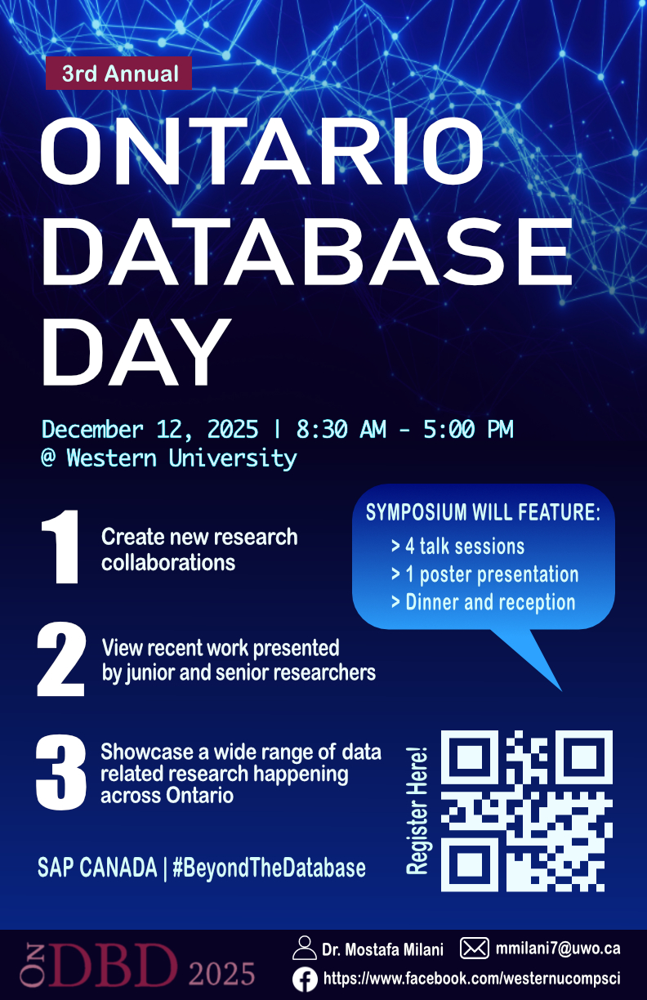 3rd Annual
ONTARIO
DATABASE
DAY
December 12, 2025 | 8:30 AM - 5:00 PM
@ Western University
SYMPOSIUM WILL FEATURE:
> 4 talk sessions
> 1 poster presentation
> Dinner and reception
1
Create new research
collaborations
2
View recent work presented
by junior and senior researchers
3
Showcase a wide range of data
related research happening
across Ontario
Register Here!
SAP CANADA | #BeyondTheDatabase
ON DBD 2025
Dr. Mostafa Milani
mmilani7@uwo.ca
https://www.facebook.com/westernucompsci